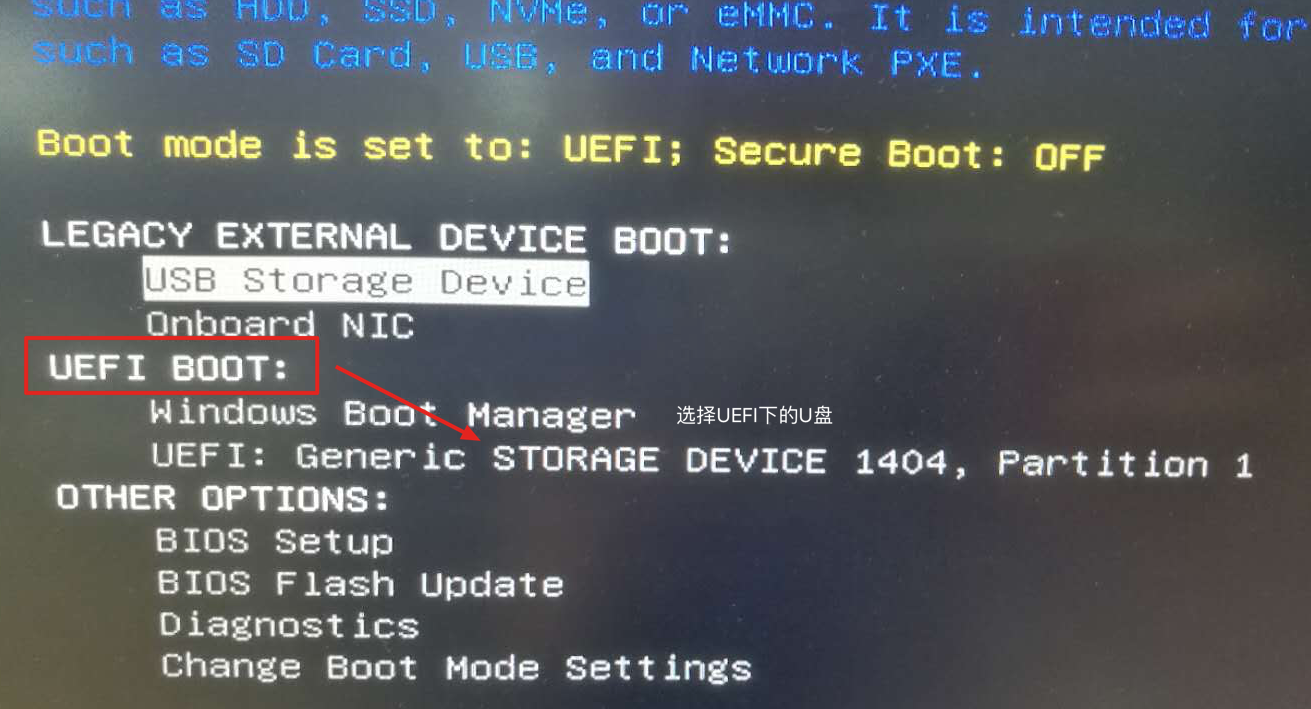 such as HDD, SSD, NVMe, or eMMC. It is intended for
such as SD Card, USB, and Network PXE.
Boot mode is set to: UEFI; Secure Boot: OFF
LEGACY EXTERNAL DEVICE BOOT:
USB Storage Device
Onboard NIC
UEFI BOOT:
Windows Boot Manager 选择UEFI下的U盘
UEFI: Generic STORAGE DEVICE 1404, Partition 1
OTHER OPTIONS:
BIOS Setup
BIOS Flash Update
Diagnostics
Change Boot Mode Settings